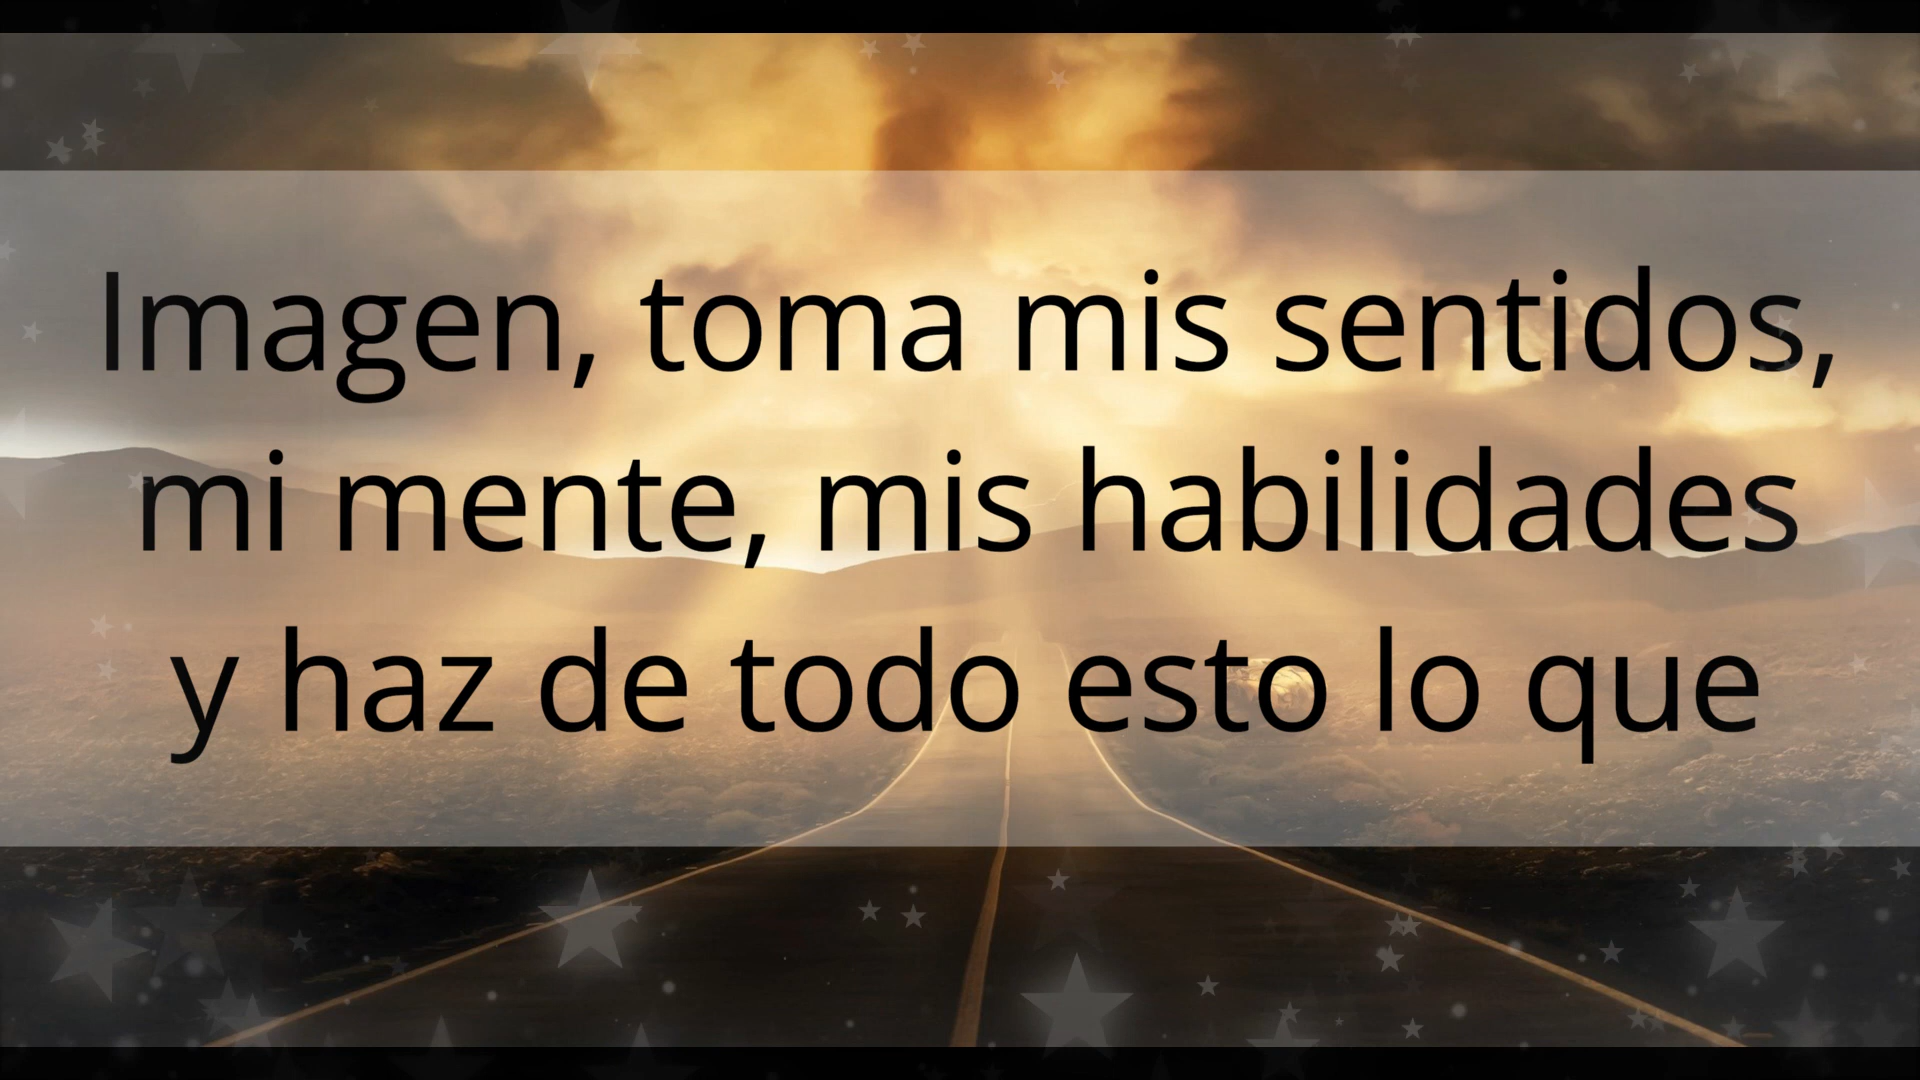 Imagen, toma mis sentidos,
mi mente, mis habilidades
y haz de todo esto lo que